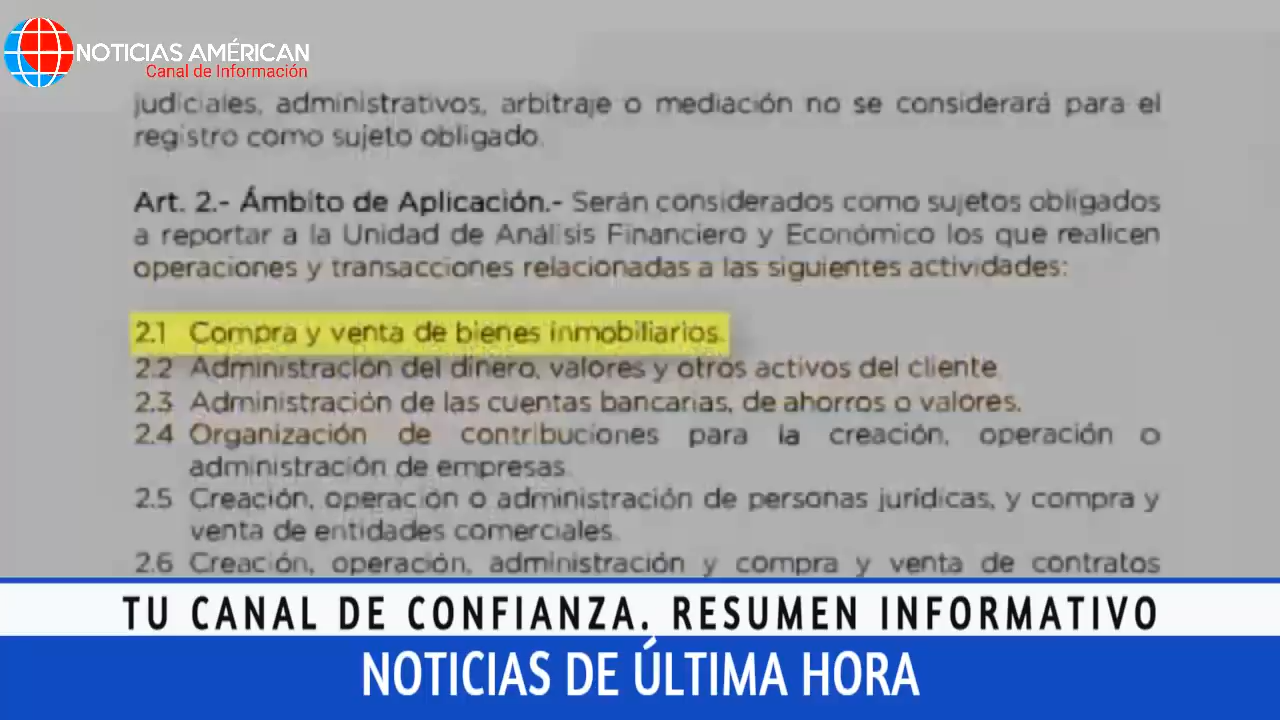 NOTICIAS AMÉRICAN
Canal de Información
judiciales, administrativos, arbitraje o mediación no se considerará para el
registro como sujeto obligado.
Art. 2.- Ámbito de Aplicación.- Serán considerados como sujetos obligados
a reportar a la Unidad de Análisis Financiero y Económico los que realicen
operaciones y transacciones relacionadas a las siguientes actividades:
2.1 Compra y venta de bienes inmobiliarios.
2.2 Administración del dinero, valores y otros activos del cliente
2.3 Administración de las cuentas bancarias, de ahorros o valores.
2.4 Organización de contribuciones para la creación, operación o
administración de empresas.
2.5 Creación, operación o administración de personas jurídicas, y compra y
venta de entidades comerciales.
2.6 Creación, operación, administración y compra y venta de contratos
TU CANAL DE CONFIANZA. RESUMEN INFORMATIVO
NOTICIAS DE ÚLTIMA HORA